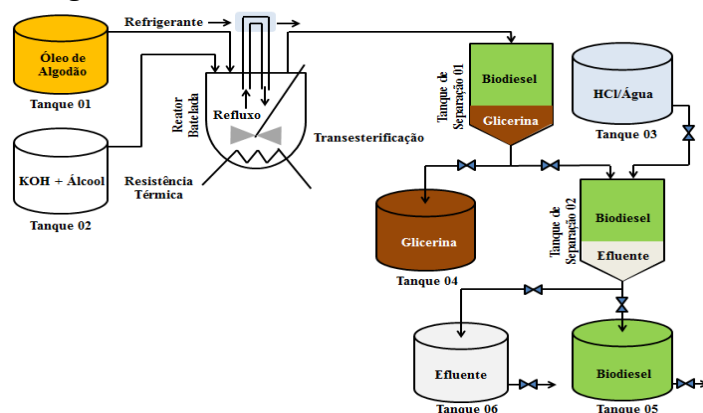 Refrigerante
Óleo de
Algodão
Tanque 01
KOH + Álcool
Tanque 02
Reator
Batelada
Refluxo
Resistência
Térmica
Transesterificação
Tanque de
Separação 01
Biodiesel
Glicerina
HCl/Água
Tanque 03
Glicerina
Tanque 04
Tanque de
Separação 02
Biodiesel
Efluente
Efluente
Tanque 06
Biodiesel
Tanque 05